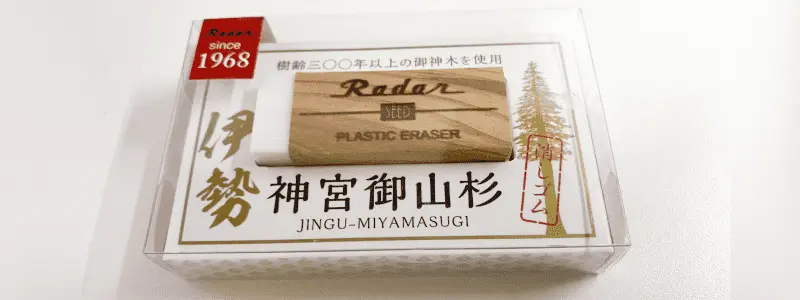 Radar
since
1968
樹齢三〇〇年以上の御神木を使用
Radar
SEED
PLASTIC ERASER
伊勢
神宮御山杉
JINGU-MIYAMASUGI
消しゴム